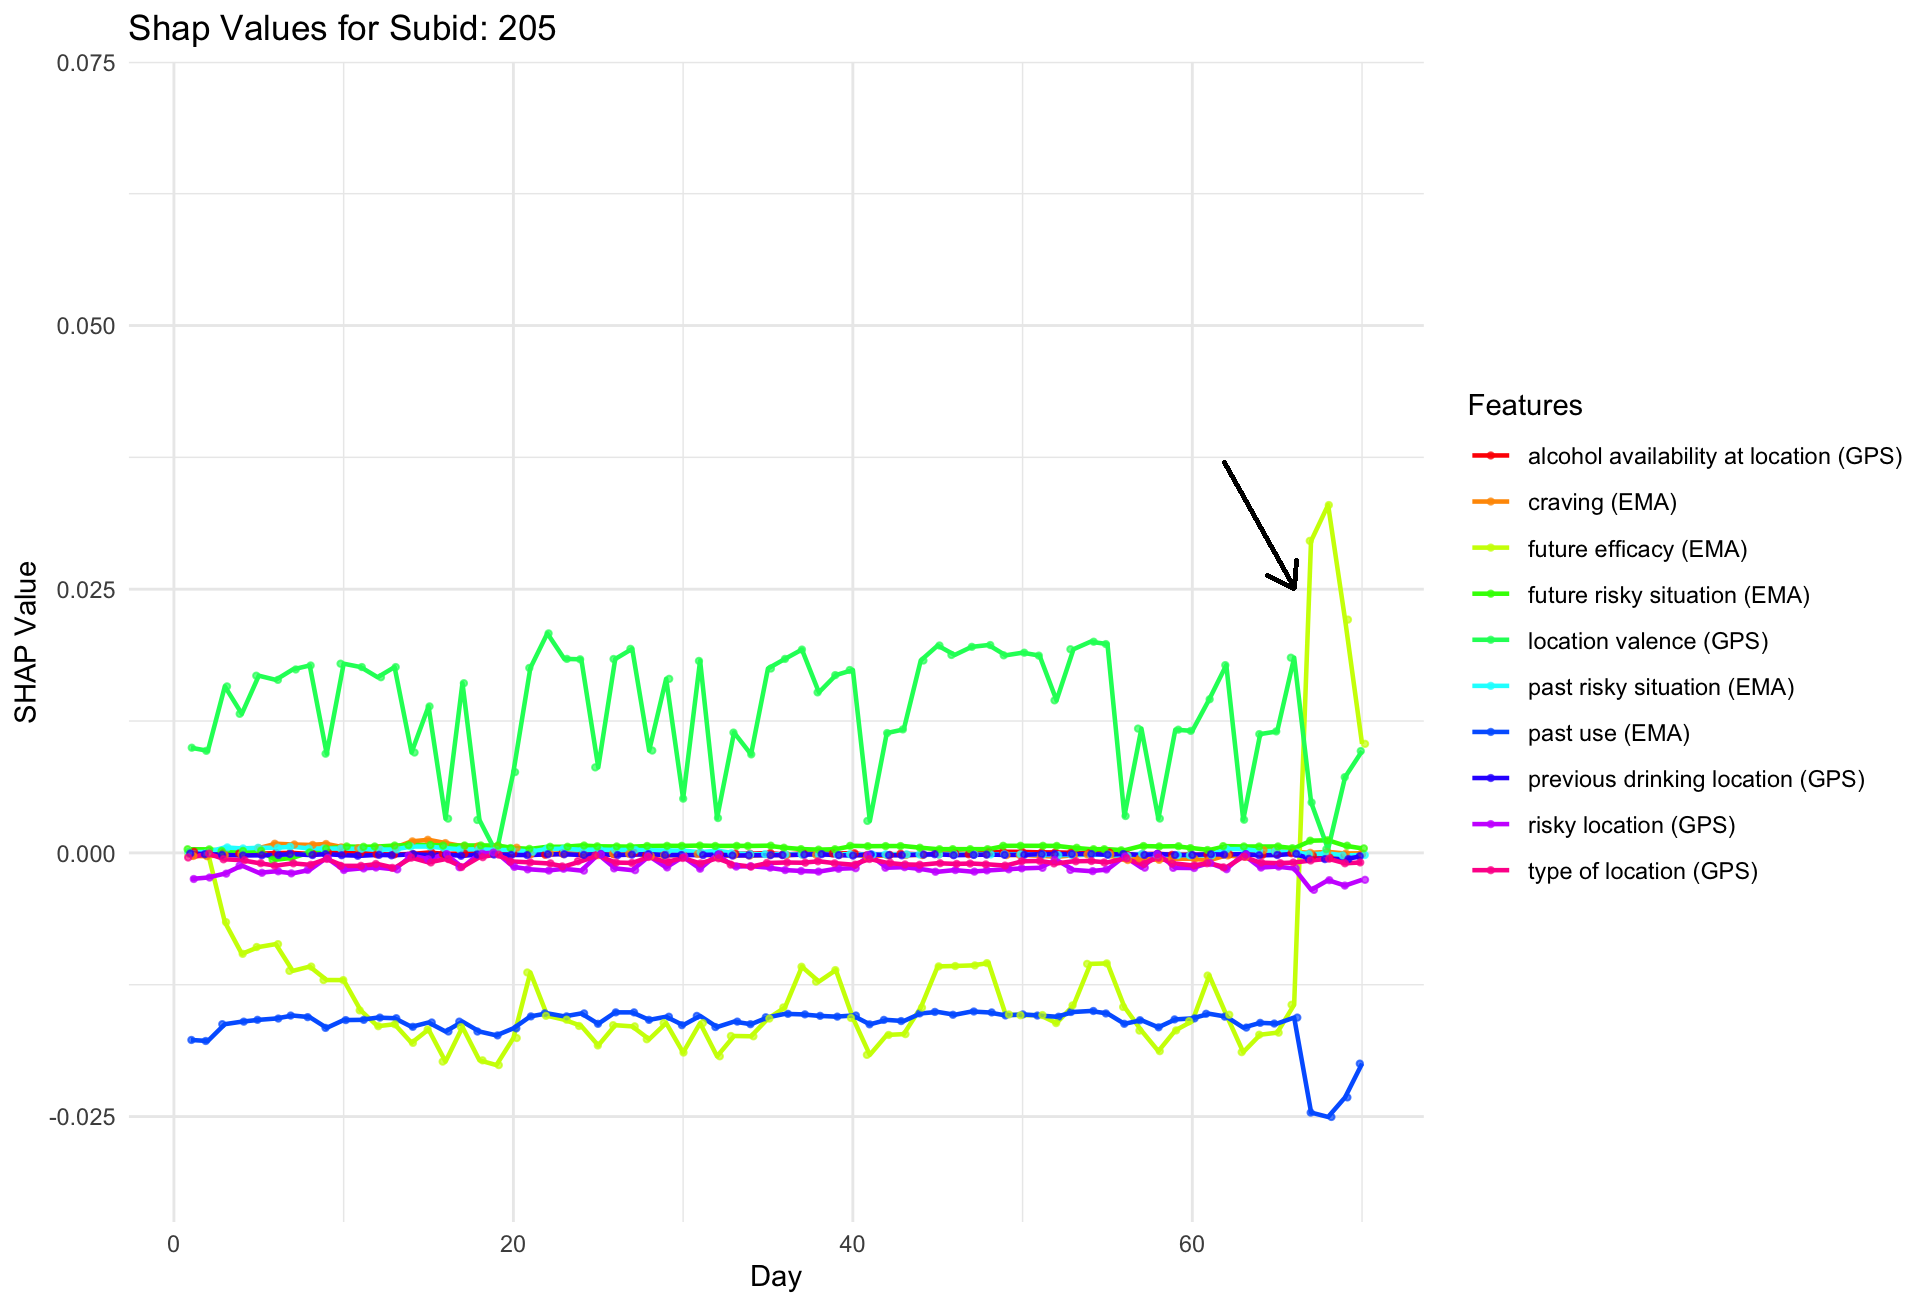 Shap Values for Subid: 205
0.075
0.050
0.025
0.000
-0.025
SHAP Value
0
20
40
60
Day
Features
alcohol availability at location (GPS)
craving (EMA)
future efficacy (EMA)
future risky situation (EMA)
location valence (GPS)
past risky situation (EMA)
past use (EMA)
previous drinking location (GPS)
risky location (GPS)
type of location (GPS)